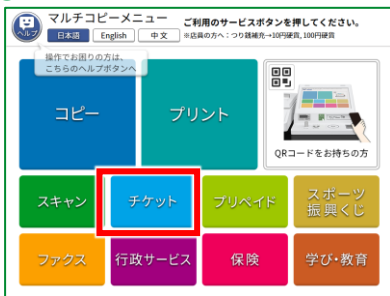 マルチコピーメニュー
ご利用のサービスボタンを押してください。
ヘルプ
日本語 English 中文
※店員の方へ:つり銭補充→10円硬貨,100円硬貨
操作でお困りの方は、
こちらのヘルプボタンへ
コピー
プリント
QRコードをお持ちの方
スキャン
チケット
プリペイド
スポーツ
振興くじ
ファクス
行政サービス
保険
学び・教育